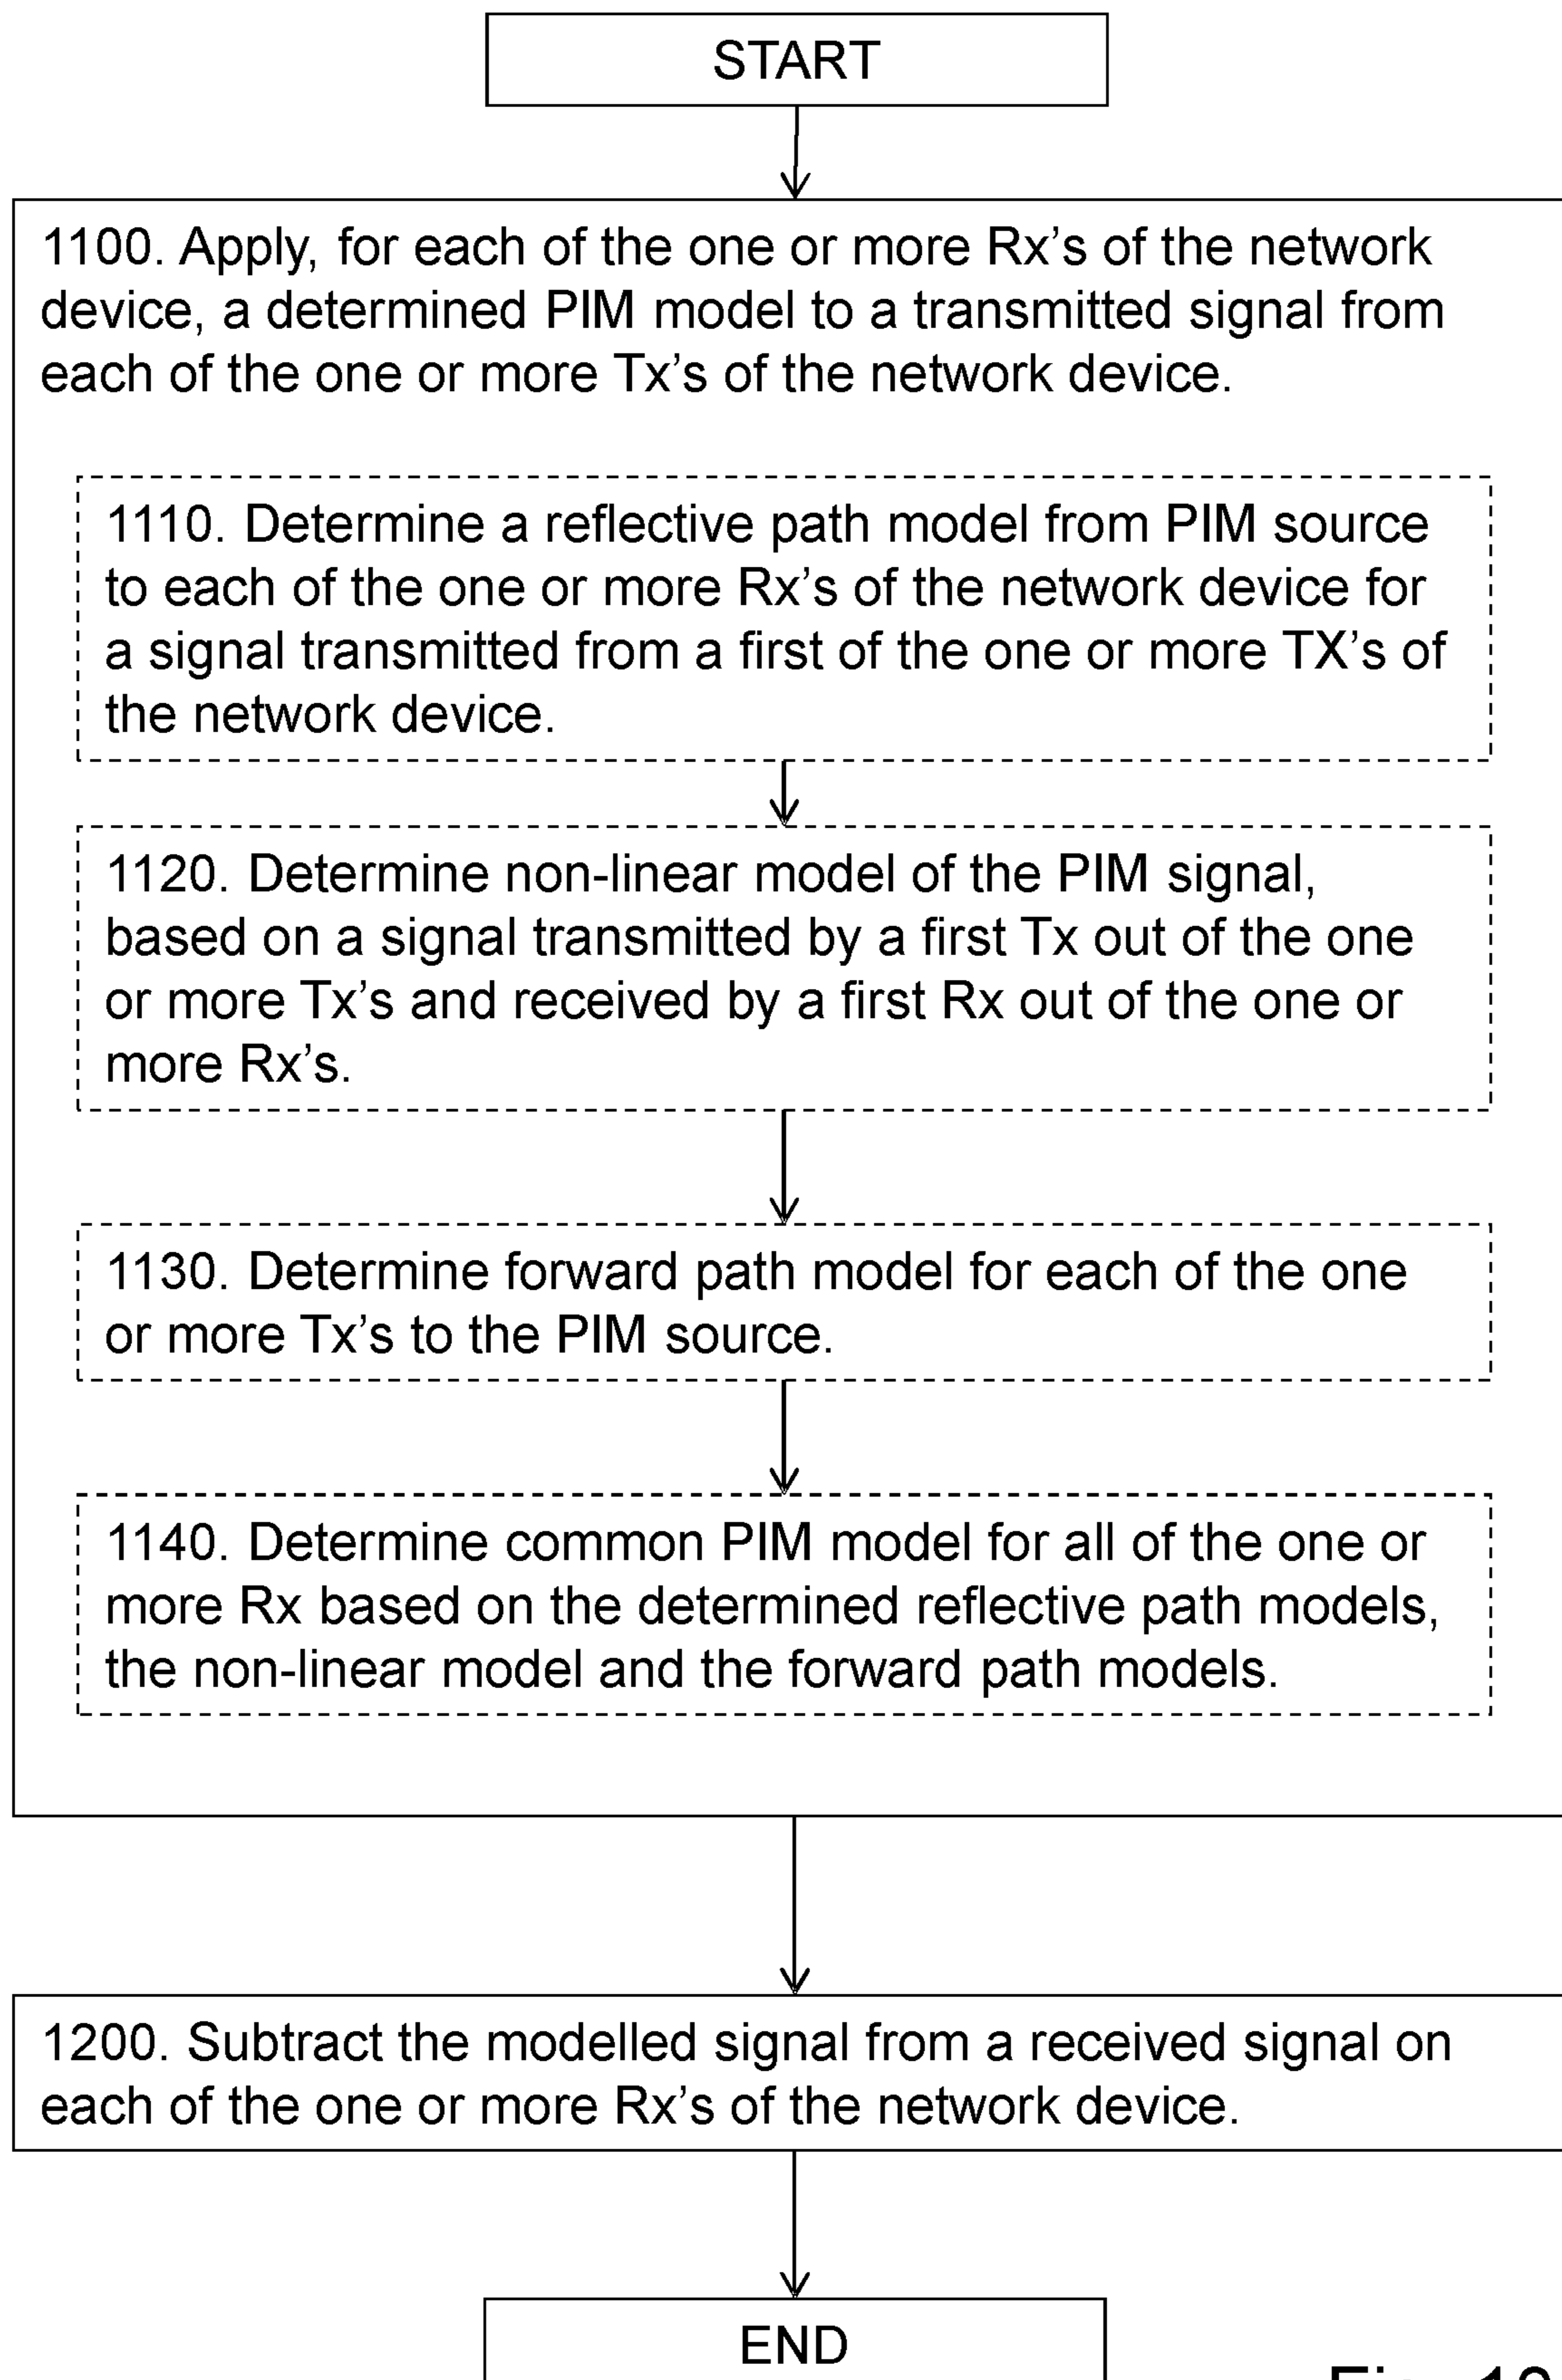 START
1100. Apply, for each of the one or more Rx's of the network
device, a determined PIM model to a transmitted signal from
each of the one or more Tx's of the network device.
1110. Determine a reflective path model from PIM source
to each of the one or more Rx's of the network device for
a signal transmitted from a first of the one or more TX's of
the network device.
1120. Determine non-linear model of the PIM signal,
based on a signal transmitted by a first Tx out of the one
or more Tx's and received by a first Rx out of the one or
more Rx's.
1130. Determine forward path model for each of the one
or more Tx's to the PIM source.
1140. Determine common PIM model for all of the one or
more Rx based on the determined reflective path models,
the non-linear model and the forward path models.
1200. Subtract the modelled signal from a received signal on
each of the one or more Rx's of the network device.
END